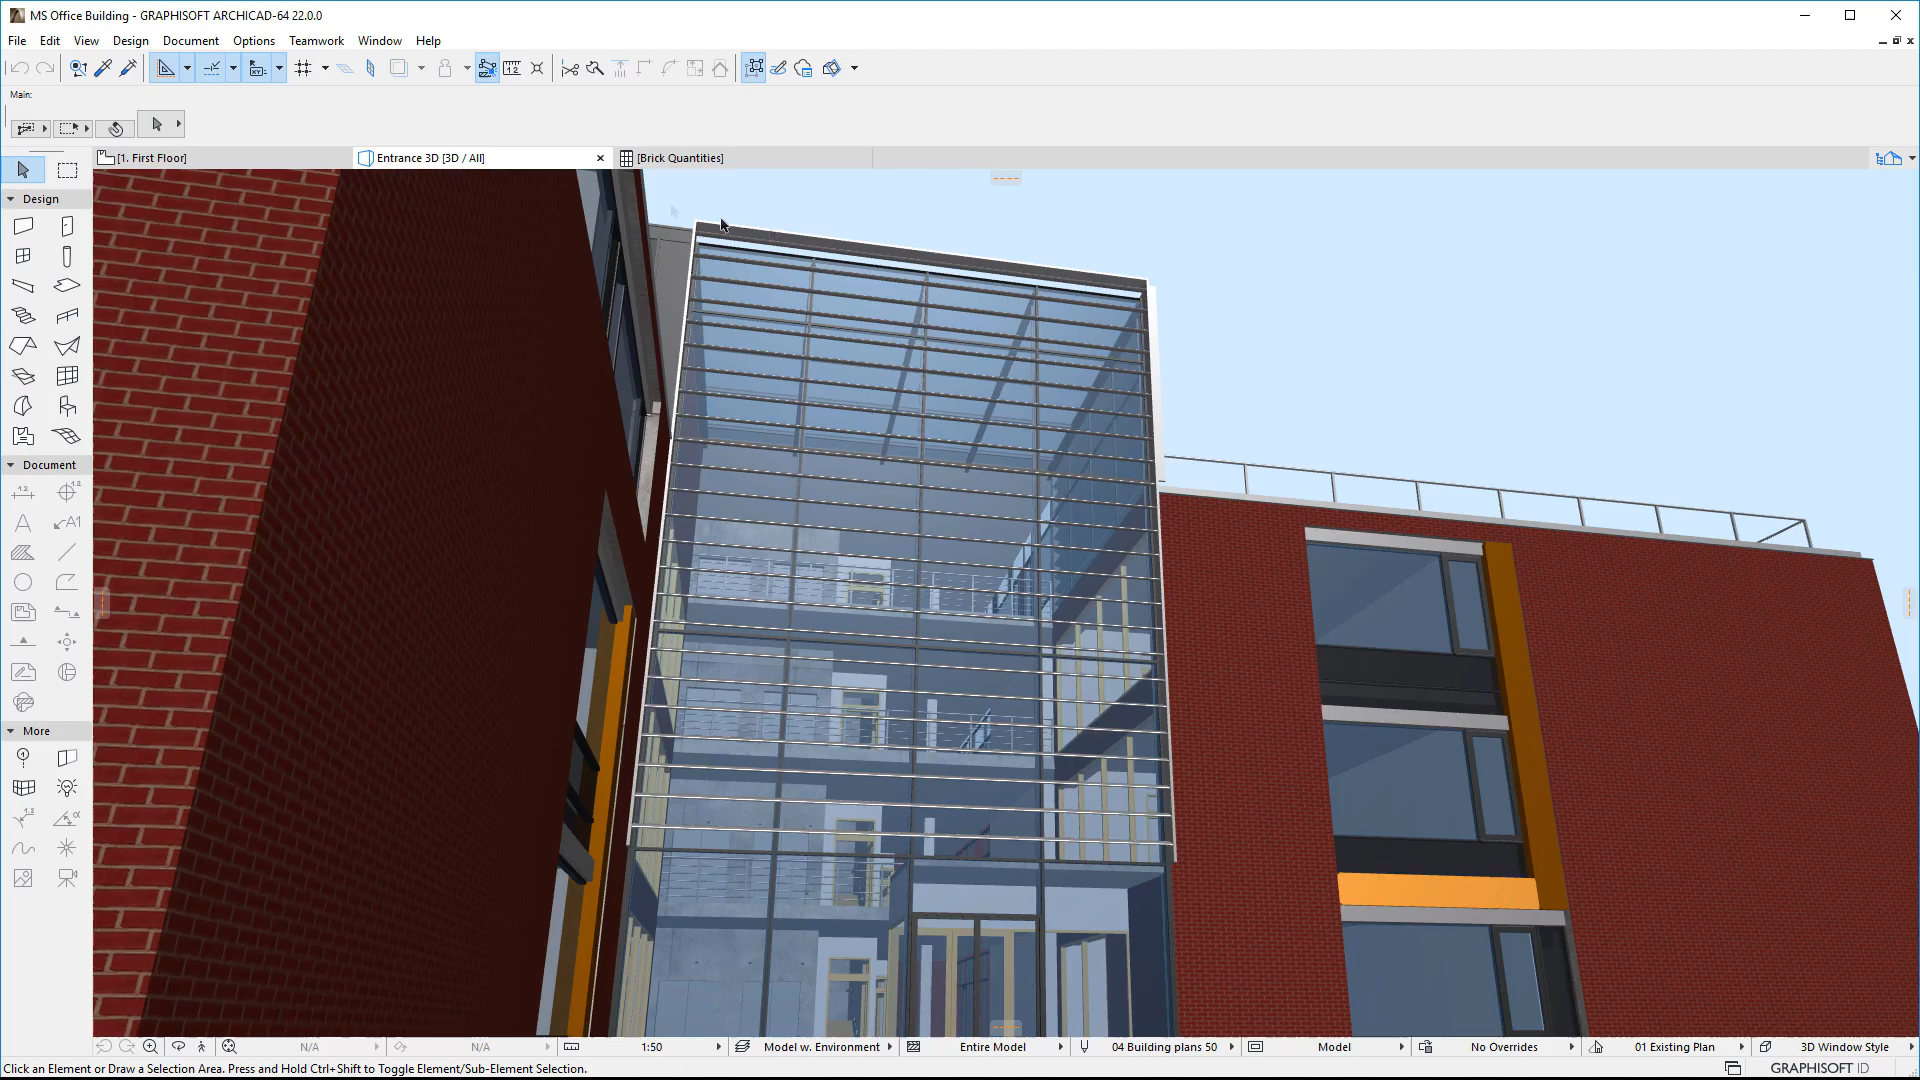 MS Office Building - GRAPHISOFT ARCHICAD-64 22.0.0
File Edit View Design Document Options Teamwork Window Help
Main:
[1. First Floor] Entrance 3D [3D / All] [Brick Quantities]
Design
Document
More
N/A N/A 1:50 Model w. Environment Entire Model 04 Building plans 50 Model No Overrides 01 Existing Plan 3D Window Style
Click an Element or Draw a Selection Area. Press and Hold Ctrl+Shift to Toggle Element/Sub-Element Selection. GRAPHISOFT ID